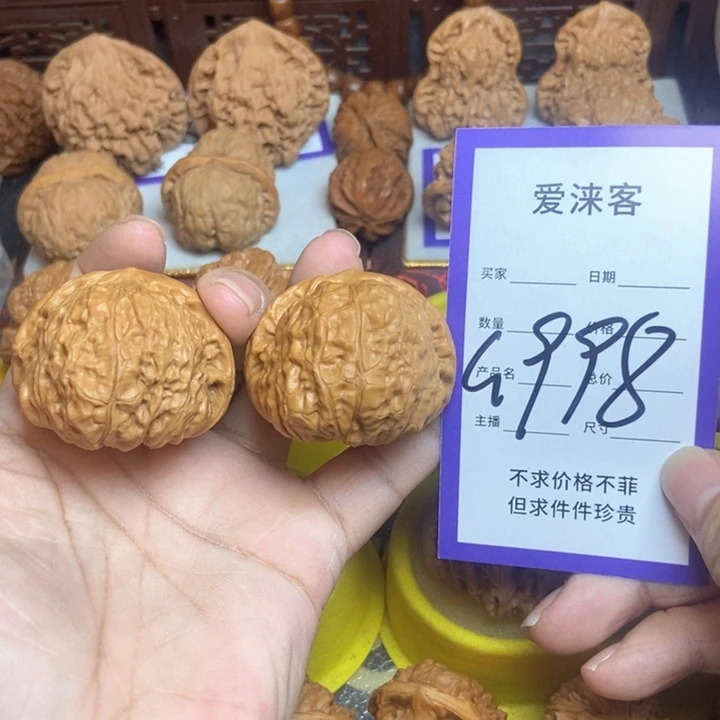 爱涞客
买家 日期
数量 价格
产品名 总价
4998
主播 尺寸
不求价格不菲
但求件件珍贵